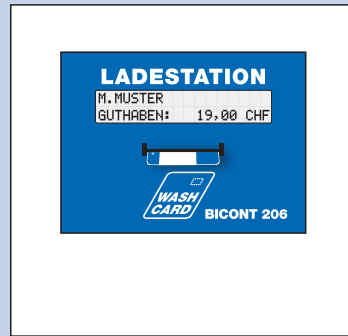 LADESTATION
M.MUSTER
GUTHABEN: 19,00 CHF
WASH
CARD
BICONT 206